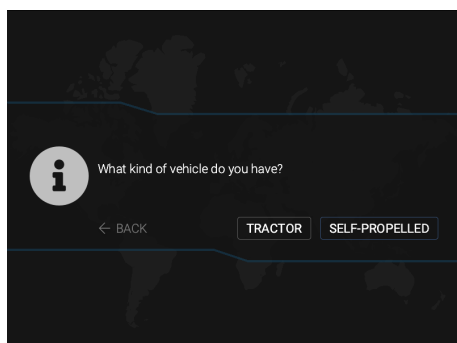 What kind of vehicle do you have?
← BACK TRACTOR SELF-PROPELLED